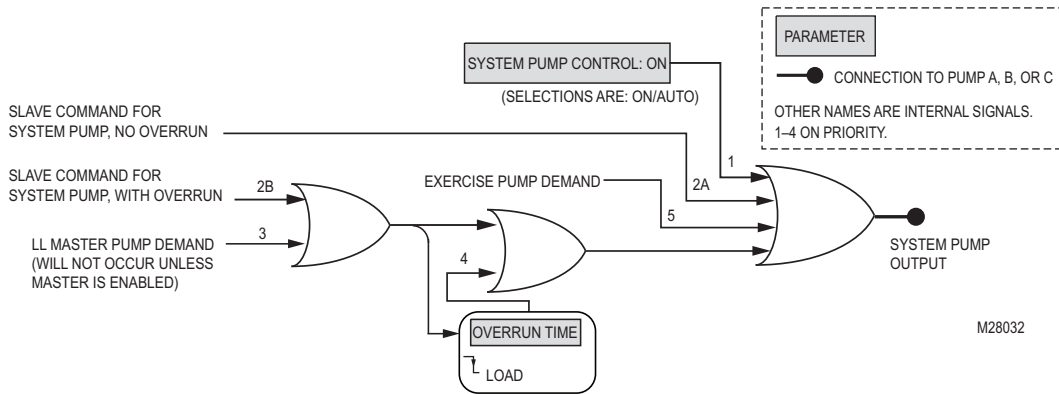 PARAMETER
CONNECTION TO PUMP A, B, OR C
OTHER NAMES ARE INTERNAL SIGNALS.
1–4 ON PRIORITY.
SYSTEM PUMP CONTROL: ON
(SELECTIONS ARE: ON/AUTO)
SLAVE COMMAND FOR
SYSTEM PUMP, NO OVERRUN
1
SLAVE COMMAND FOR
SYSTEM PUMP, WITH OVERRUN
2B
EXERCISE PUMP DEMAND
2A
5
LL MASTER PUMP DEMAND
(WILL NOT OCCUR UNLESS
MASTER IS ENABLED)
3
4
SYSTEM PUMP
OUTPUT
OVERRUN TIME
LOAD
M28032